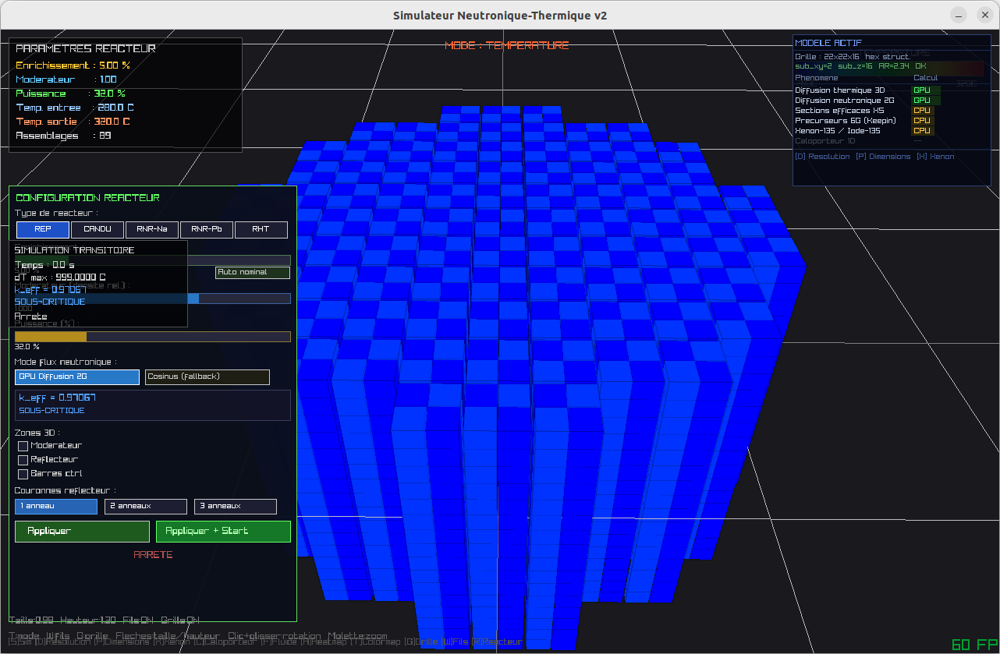 Simulateur Neutronique-Thermique v2
PARAMETRES REACTEUR
Enrichissement : 5.00 %
Moderateur : 1.00
Puissance : 32.0 %
Temp. entree : 280.0 C
Temp. sortie : 320.0 C
Assemblages : 89
MODE : TEMPERATURE
MODELE ACTIF
Grille : 22x22x16 hex struct.
sub_xy=2 sub_z=16 AR=2.34 OK
Phenomene Calcul
Diffusion thermique 3D GPU
Diffusion neutronique 2G GPU
Sections efficaces XS CPU
Precurseurs 6G (Keepin) CPU
Xenon-135 / Iode-135 CPU
Caloporteur 1D --
[D] Resolution [P] Dimensions [X] Xenon
CONFIGURATION REACTEUR
Type de reacteur :
REP CANDU RNR-Na RNR-Pb RHT
SIMULATION TRANSITOIRE
Temps : 0.0 s
dT max : 999.0000 C
k_eff = 0.97067
SOUS-CRITIQUE
Arrete
Auto nominal
Moderateur (densite rel.) :
1.000
Puissance (%) :
32.0 %
Mode flux neutronique :
GPU Diffusion 2G Cosinus (fallback)
k_eff = 0.97067
SOUS-CRITIQUE
Zones 3D :
Moderateur
Reflecteur
Barres ctrl
Couronnes reflecteur :
1 anneau 2 anneaux 3 anneaux
Appliquer Appliquer + Start
ARRETE
Taille:0.98 Hauteur:1.30 Fils:ON Grille:ON
T:mode W:fils G:grille Fleches:taille/hauteur Clic+glisser:rotation Molette:zoom
[S]Sim [D]Resolution [P]Dimensions [X]Xenon [C]Caloporteur [F]Fluide [H]Heatmap [T]Colormap [G]Grille [W]Fils [R]Reacteur
60 FP